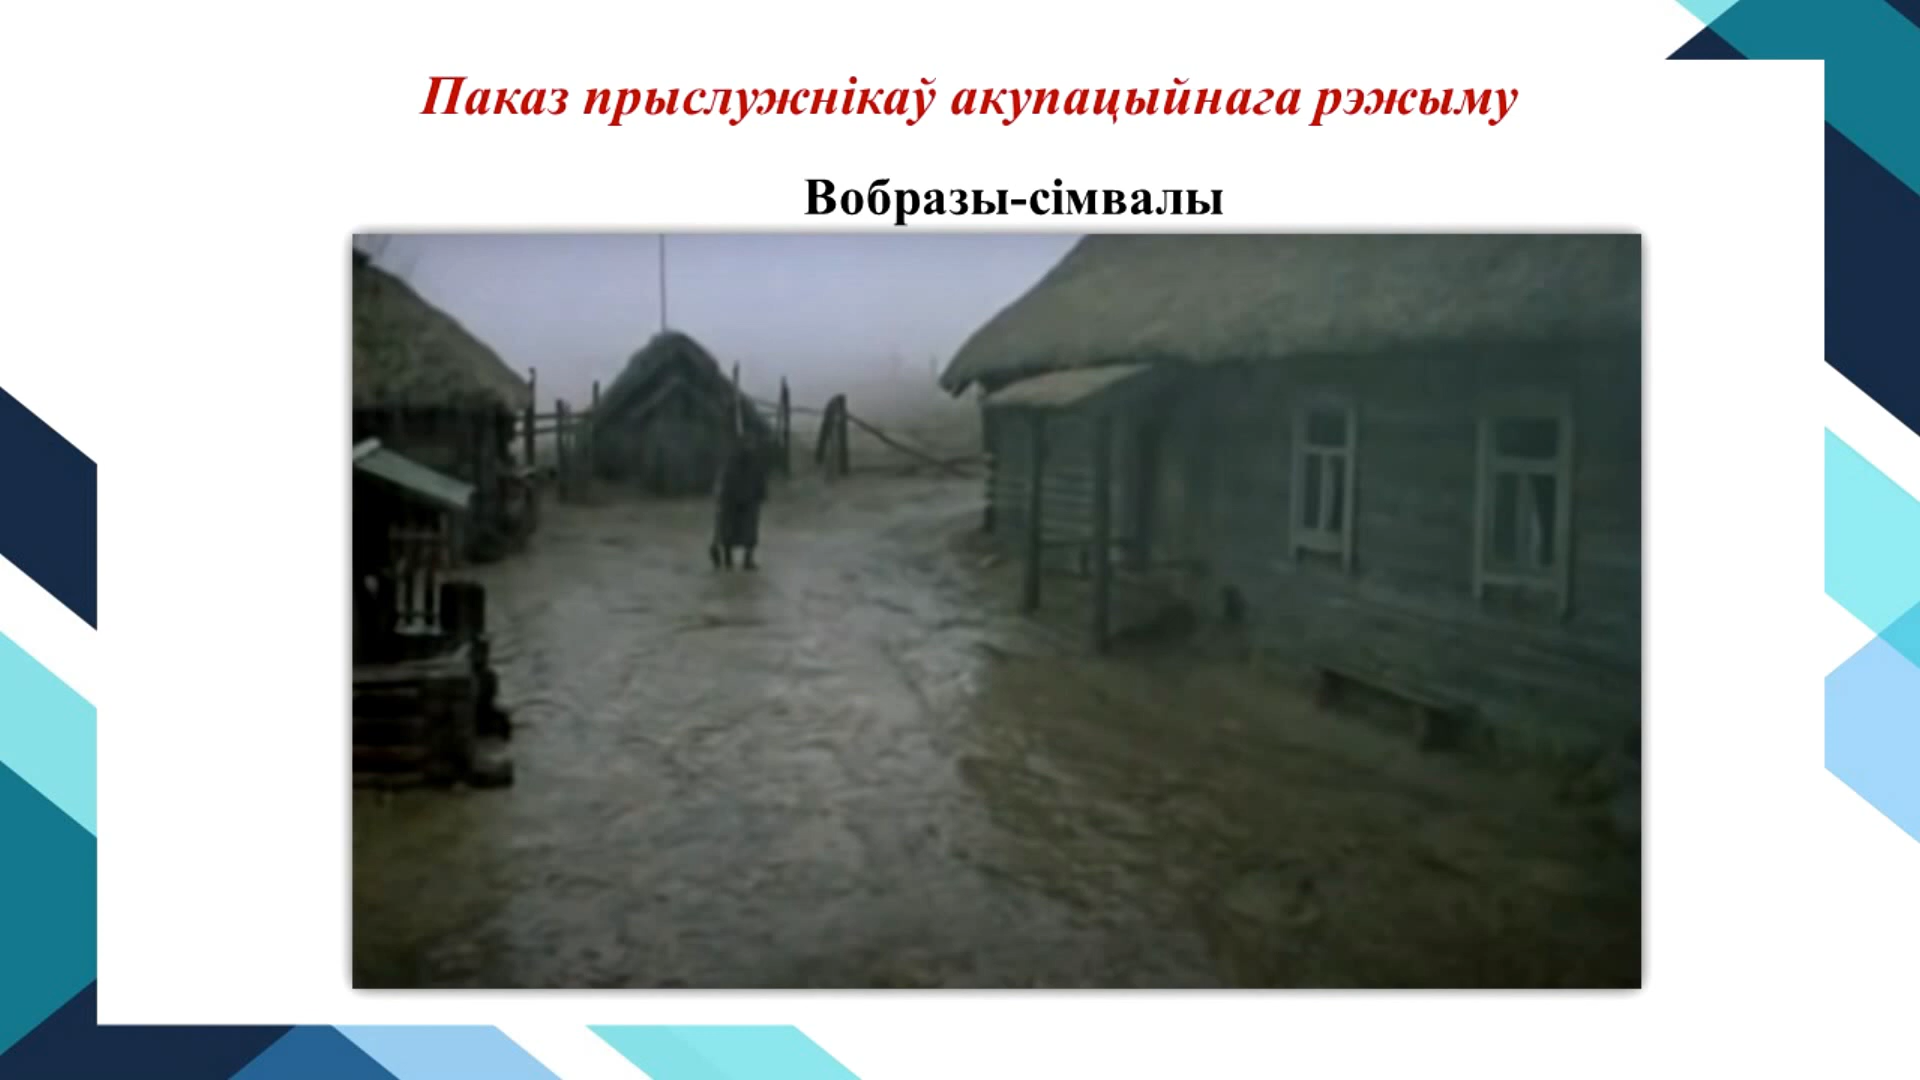 Паказ прыслужнікаў акупацыйнага рэжыму
Вобразы-сімвалы